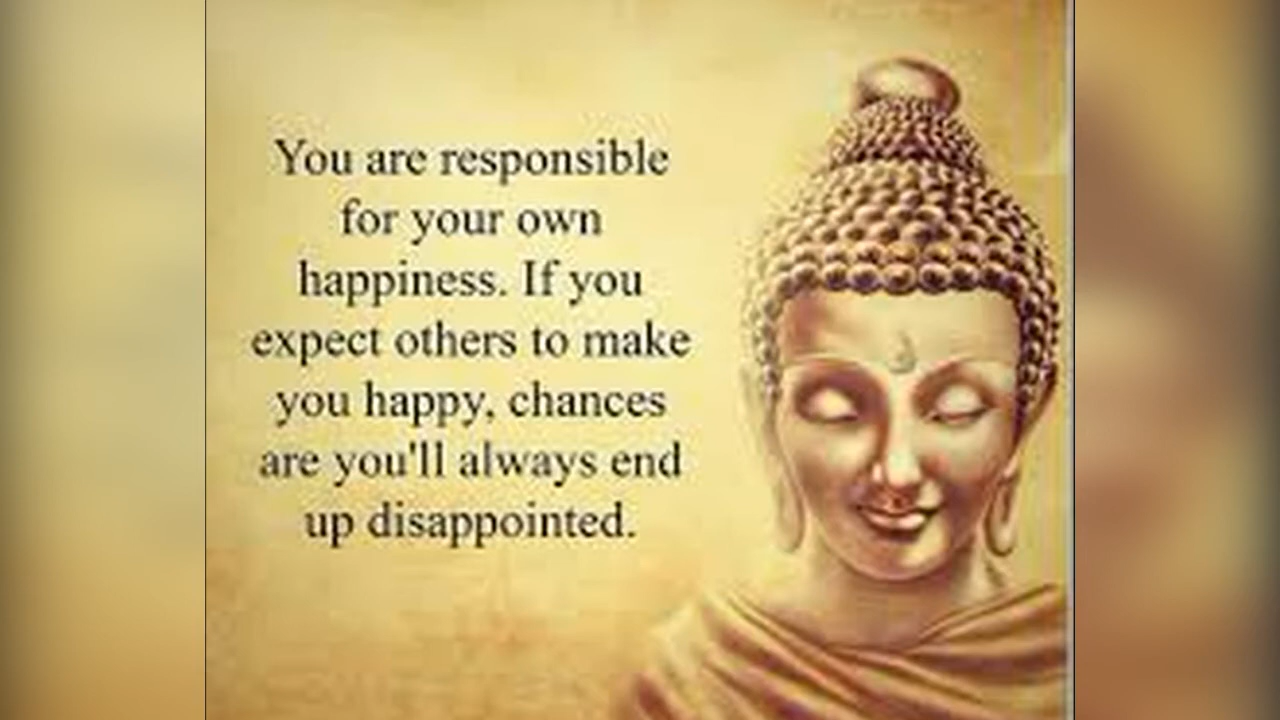 You are responsible
for your own
happiness. If you
expect others to make
you happy, chances
are you'll always end
up disappointed.